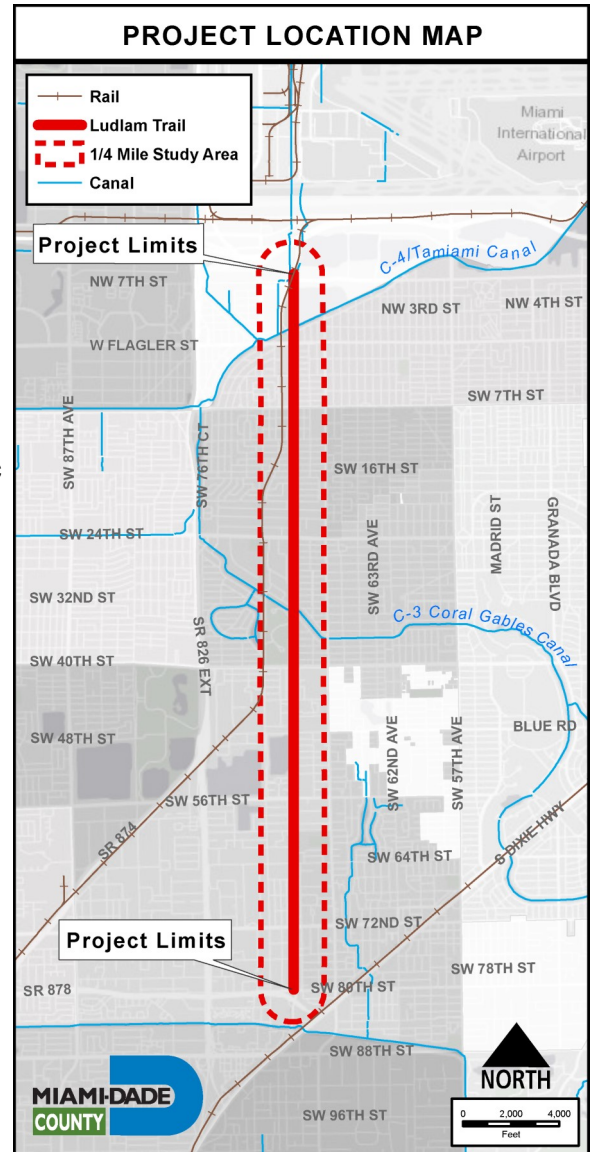 PROJECT LOCATION MAP
Rail
Ludlam Trail
1/4 Mile Study Area
Canal
Miami
International
Airport
Project Limits
C-4/Tamiami Canal
NW 7TH ST
NW 3RD ST
NW 4TH ST
W FLAGLER ST
SW 7TH ST
SW 87TH AVE
SW 76TH CT
SW 16TH ST
SW 24TH ST
SW 63RD AVE
MADRID ST
GRANADA BLVD
SW 32ND ST
C-3 Coral Gables Canal
SR 826 EXT
SW 40TH ST
SW 48TH ST
SW 62ND AVE
SW 57TH AVE
BLUE RD
SW 56TH ST
SR 874
S DIXIE HWY
SW 64TH ST
SW 72ND ST
Project Limits
SW 78TH ST
SR 878
SW 80TH ST
SW 88TH ST
SW 96TH ST
MIAMI-DADE
COUNTY
NORTH
0 2,000 4,000
Feet